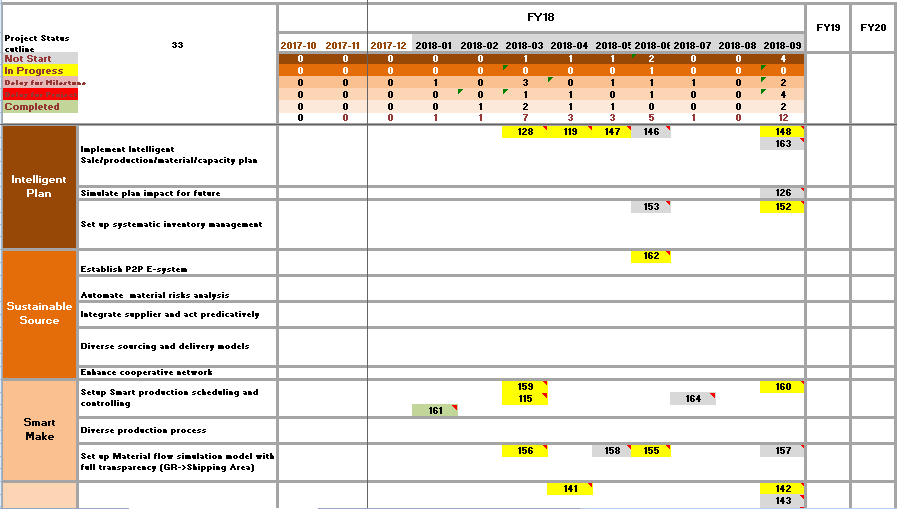 FY18
FY19 FY20
Project Status
cutline
33
2017-10 2017-11 2017-12 2018-01 2018-02 2018-03 2018-04 2018-05 2018-06 2018-07 2018-08 2018-09
Not Start 0 0 0 0 0 1 1 1 2 0 0 4
In Progress 0 0 0 0 0 0 0 0 1 0 0 0
Delay for Milestone 0 0 0 1 0 3 0 1 1 1 0 2
0 0 0 0 0 1 1 0 1 0 0 4
Completed 0 0 0 0 1 2 1 1 0 0 0 2
0 0 0 1 1 7 3 3 5 1 0 12
Intelligent
Plan
Implement Intelligent
Sale/production/material/capacity plan
128 119 147 146 148
163
Simulate plan impact for future
126
Set up systematic inventory management
153 152
Sustainable
Source
Establish P2P E-system
162
Automate material risks analysis
Integrate supplier and act predicatively
Diverse sourcing and delivery models
Enhance cooperative network
Smart
Make
Setup Smart production scheduling and
controlling
159 160
115 164
161
Diverse production process
Set up Material flow simulation model with
full transparency (GR->Shipping Area)
156 158 155 157
141 142
143